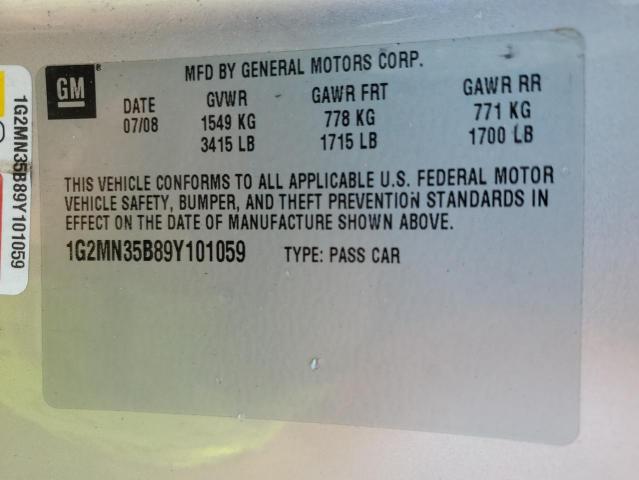 GM ®
MFD BY GENERAL MOTORS CORP.
DATE GVWR GAWR FRT GAWR RR
07/08 1549 KG 778 KG 771 KG
3415 LB 1715 LB 1700 LB
THIS VEHICLE CONFORMS TO ALL APPLICABLE U.S. FEDERAL MOTOR
VEHICLE SAFETY, BUMPER, AND THEFT PREVENTION STANDARDS IN
EFFECT ON THE DATE OF MANUFACTURE SHOWN ABOVE.
1G2MN35B89Y101059 TYPE: PASS CAR
1G2MN35B89Y101059